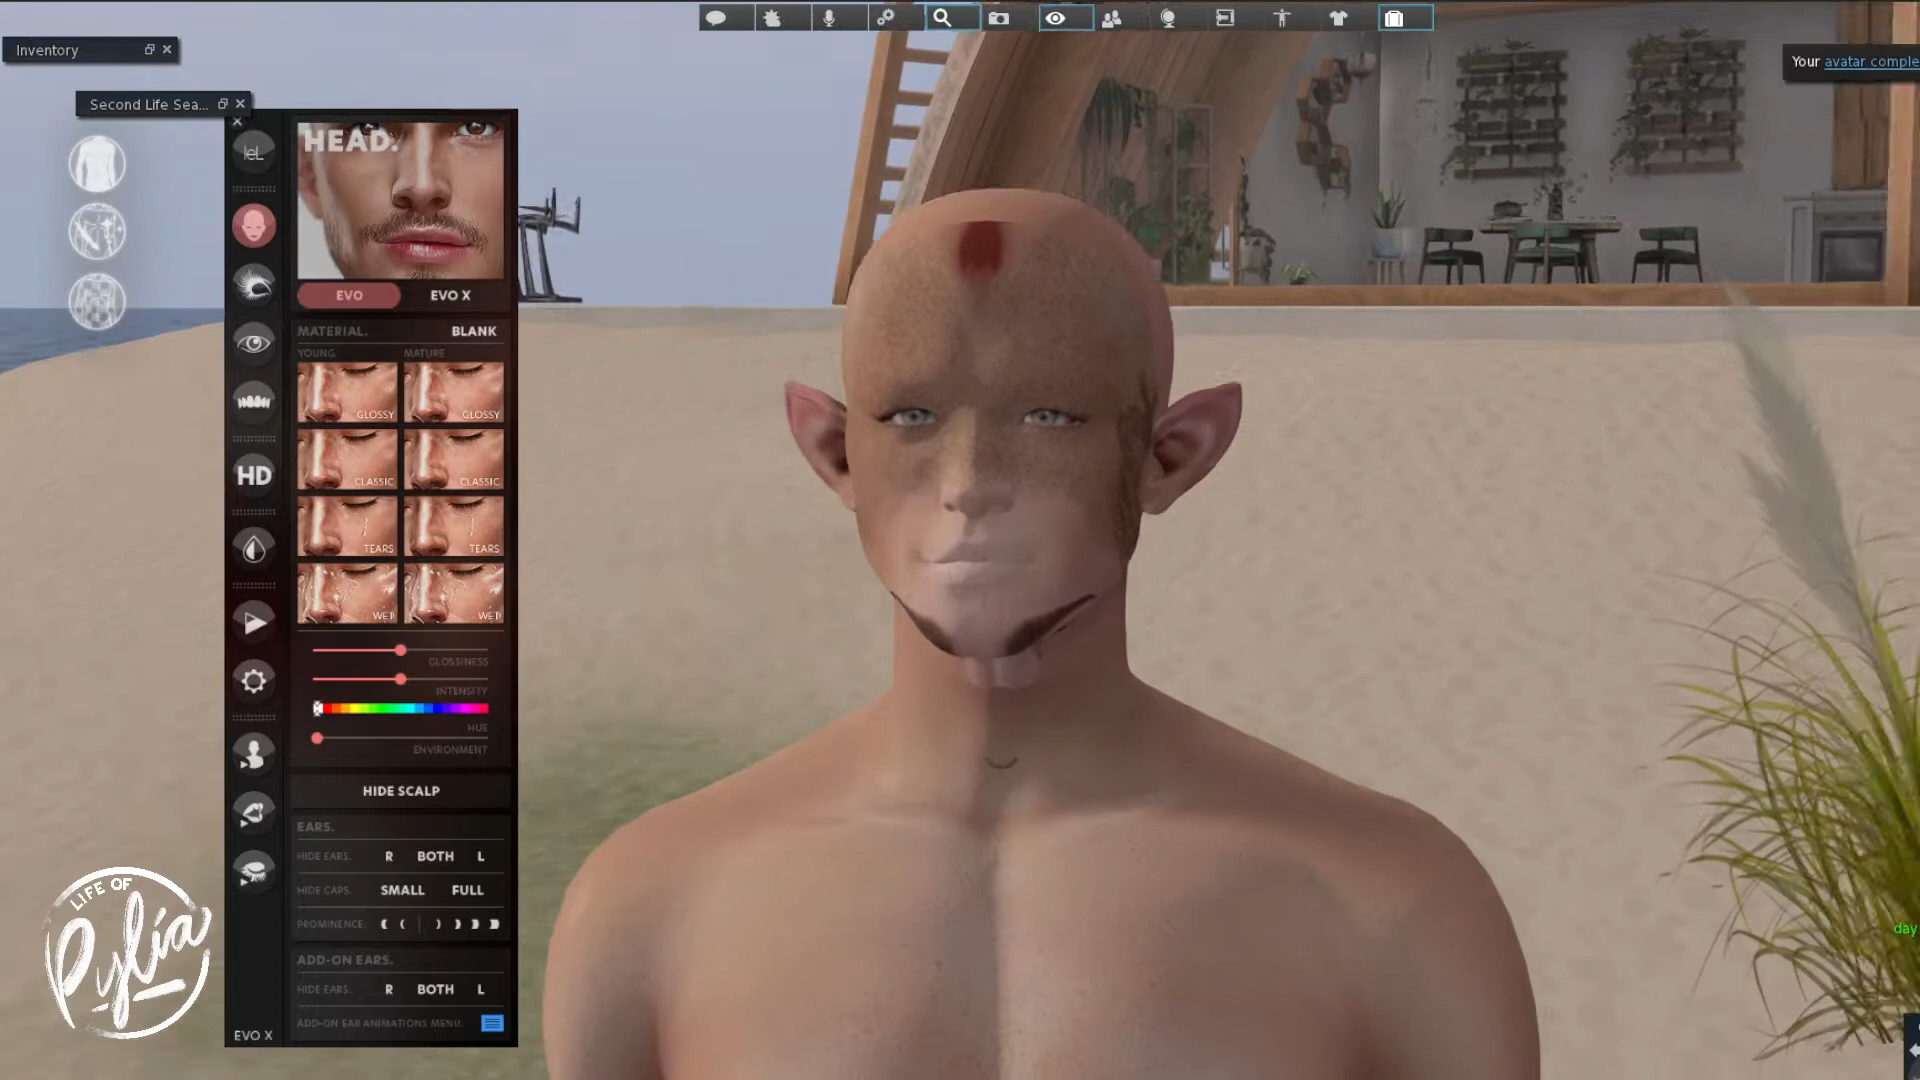 Inventory
Your avatar comple
Second Life Sea...
leL
HEAD.
EVO
EVO X
MATERIAL.
BLANK
YOUNG
MATURE
GLOSSY
GLOSSY
CLASSIC
CLASSIC
HD
TEARS
TEARS
WET
WET
GLOSSINESS
INTENSITY
HUE
ENVIRONMENT
HIDE SCALP
EARS.
HIDE EARS. R BOTH L
HIDE CAPS. SMALL FULL
PROMINENCE.
ADD-ON EARS.
HIDE EARS. R BOTH L
ADD-ON EAR ANIMATIONS MENU.
EVO X
LIFE OF
Pylia
day